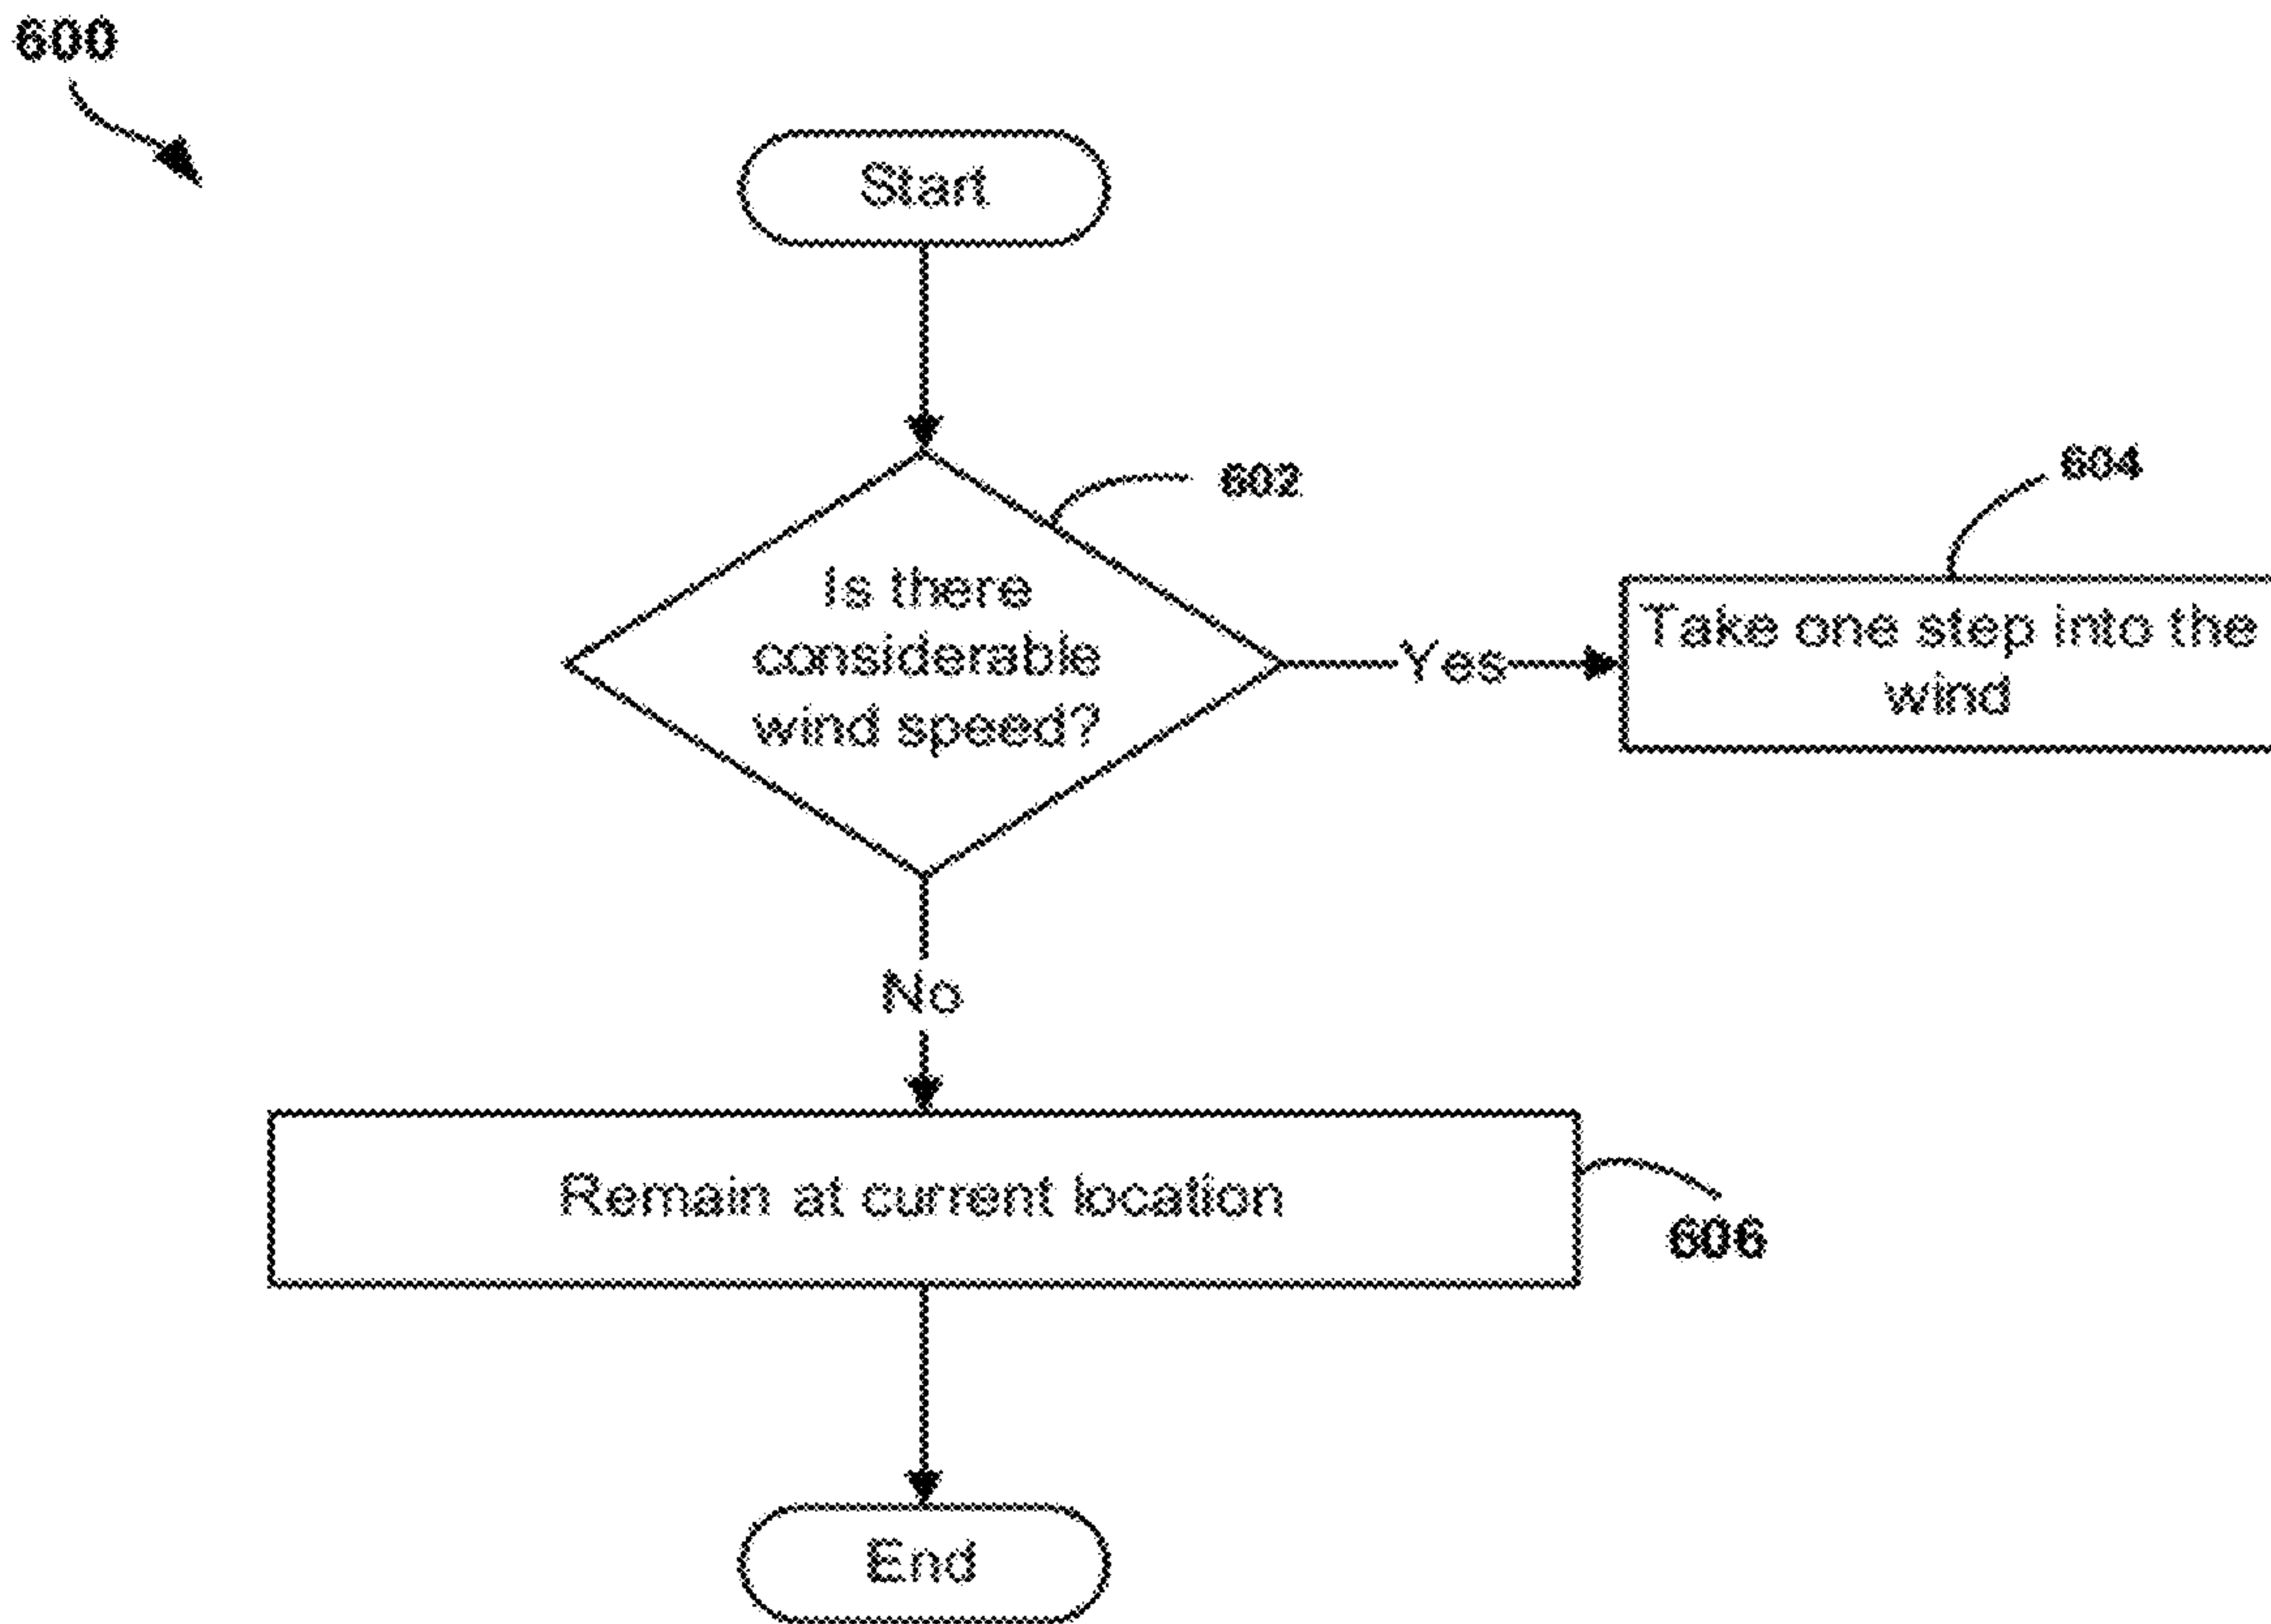 600
Start
602
Is there
considerable
wind speed?
Yes
604
Take one step into the
wind
No
Remain at current location
606
End